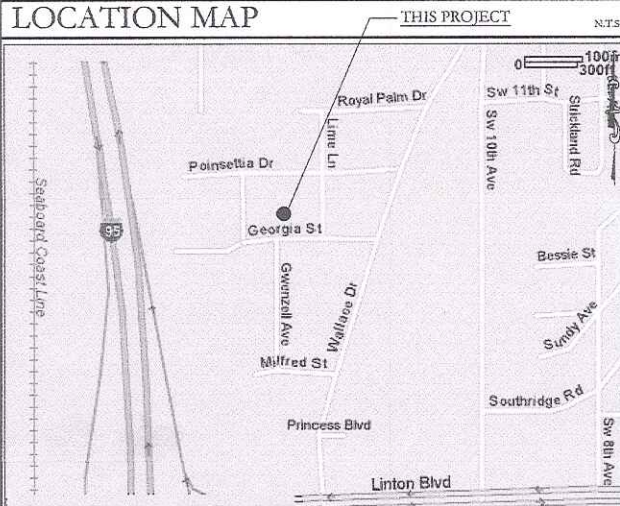 LOCATION MAP
THIS PROJECT
N.T.S
0
100m
300ft
Royal Palm Dr
Sw 11th St
Lime Ln
Sw 10th Ave
Strickland Rd
Poinsettia Dr
Seaboard Coast Line
95
Georgia St
Bessie St
Gwenzell Ave
Wallace Dr
Sundy Ave
Milfred St
Southridge Rd
Princess Blvd
Sw 8th Ave
Linton Blvd